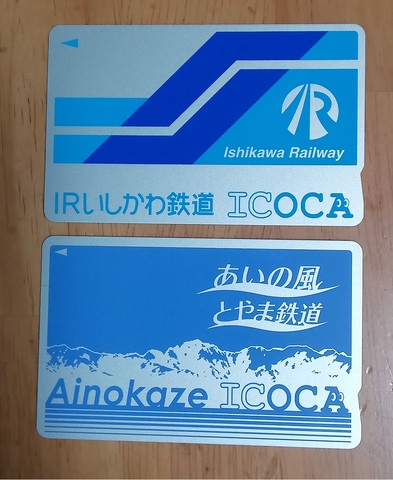 IR
Ishikawa Railway
IRいしかわ鉄道 ICOCA
あいの風
とやま鉄道
Ainokaze ICOCA